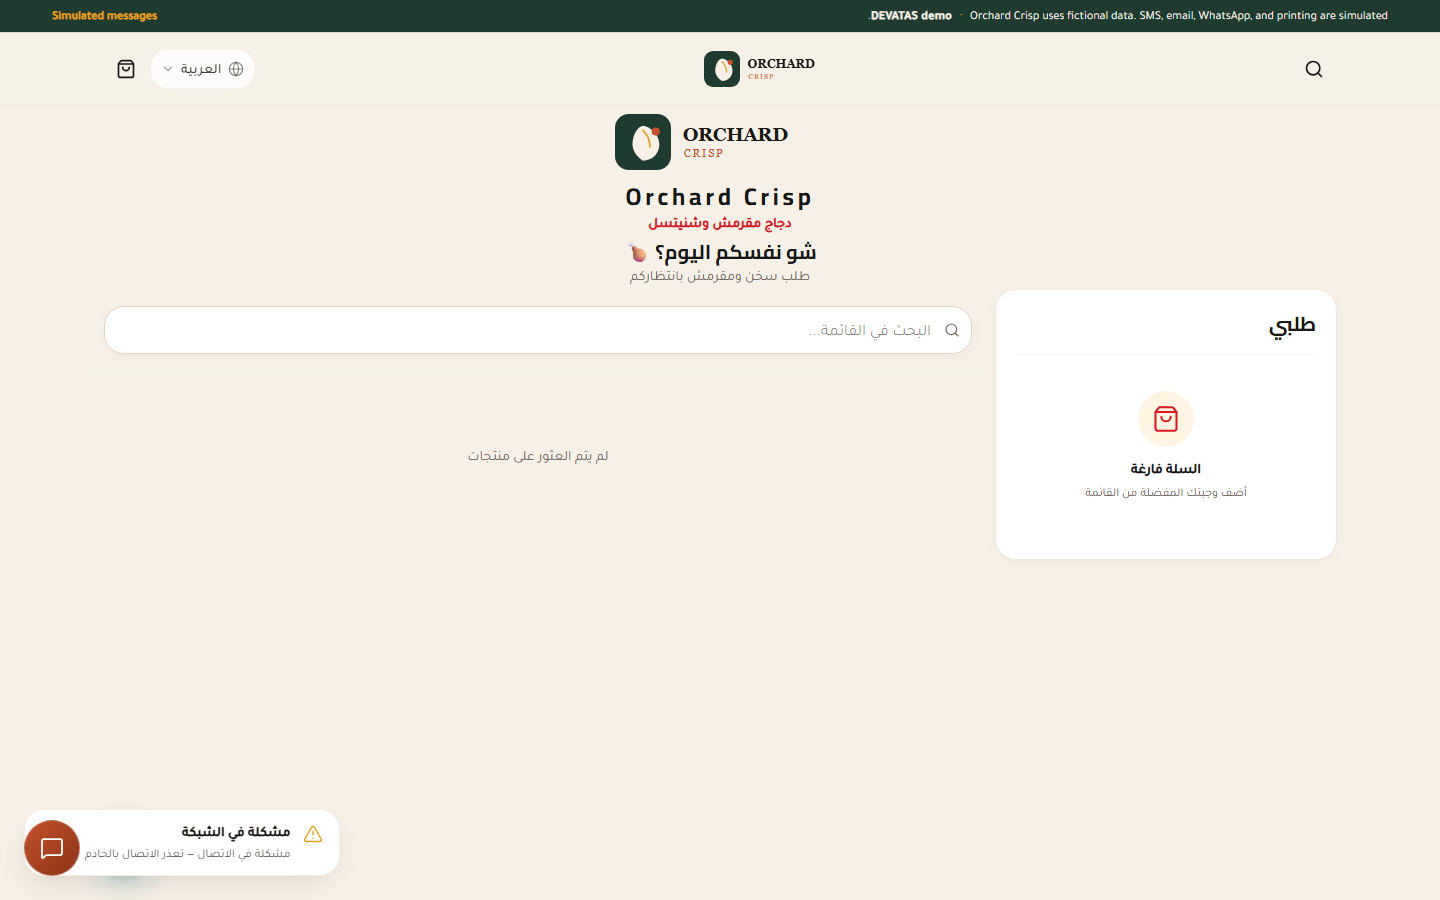 Simulated messages
DEVATAS demo · Orchard Crisp uses fictional data. SMS, email, WhatsApp, and printing are simulated.
العربية
ORCHARD
CRISP
ORCHARD
CRISP
Orchard Crisp
دجاج مقرمش وشنيتسل
شو نفسكم اليوم؟ 🍗
طلب سخن ومقرمش بانتظاركم
طلبي
البحث في القائمة...
السلة فارغة
أضف وجبتك المفضلة من القائمة
لم يتم العثور على منتجات
مشكلة في الشبكة
مشكلة في الاتصال — تعذر الاتصال بالخادم